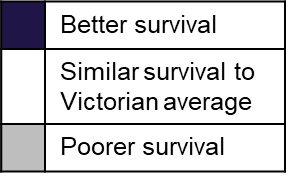 Better survival
Similar survival to
Victorian average
Poorer survival